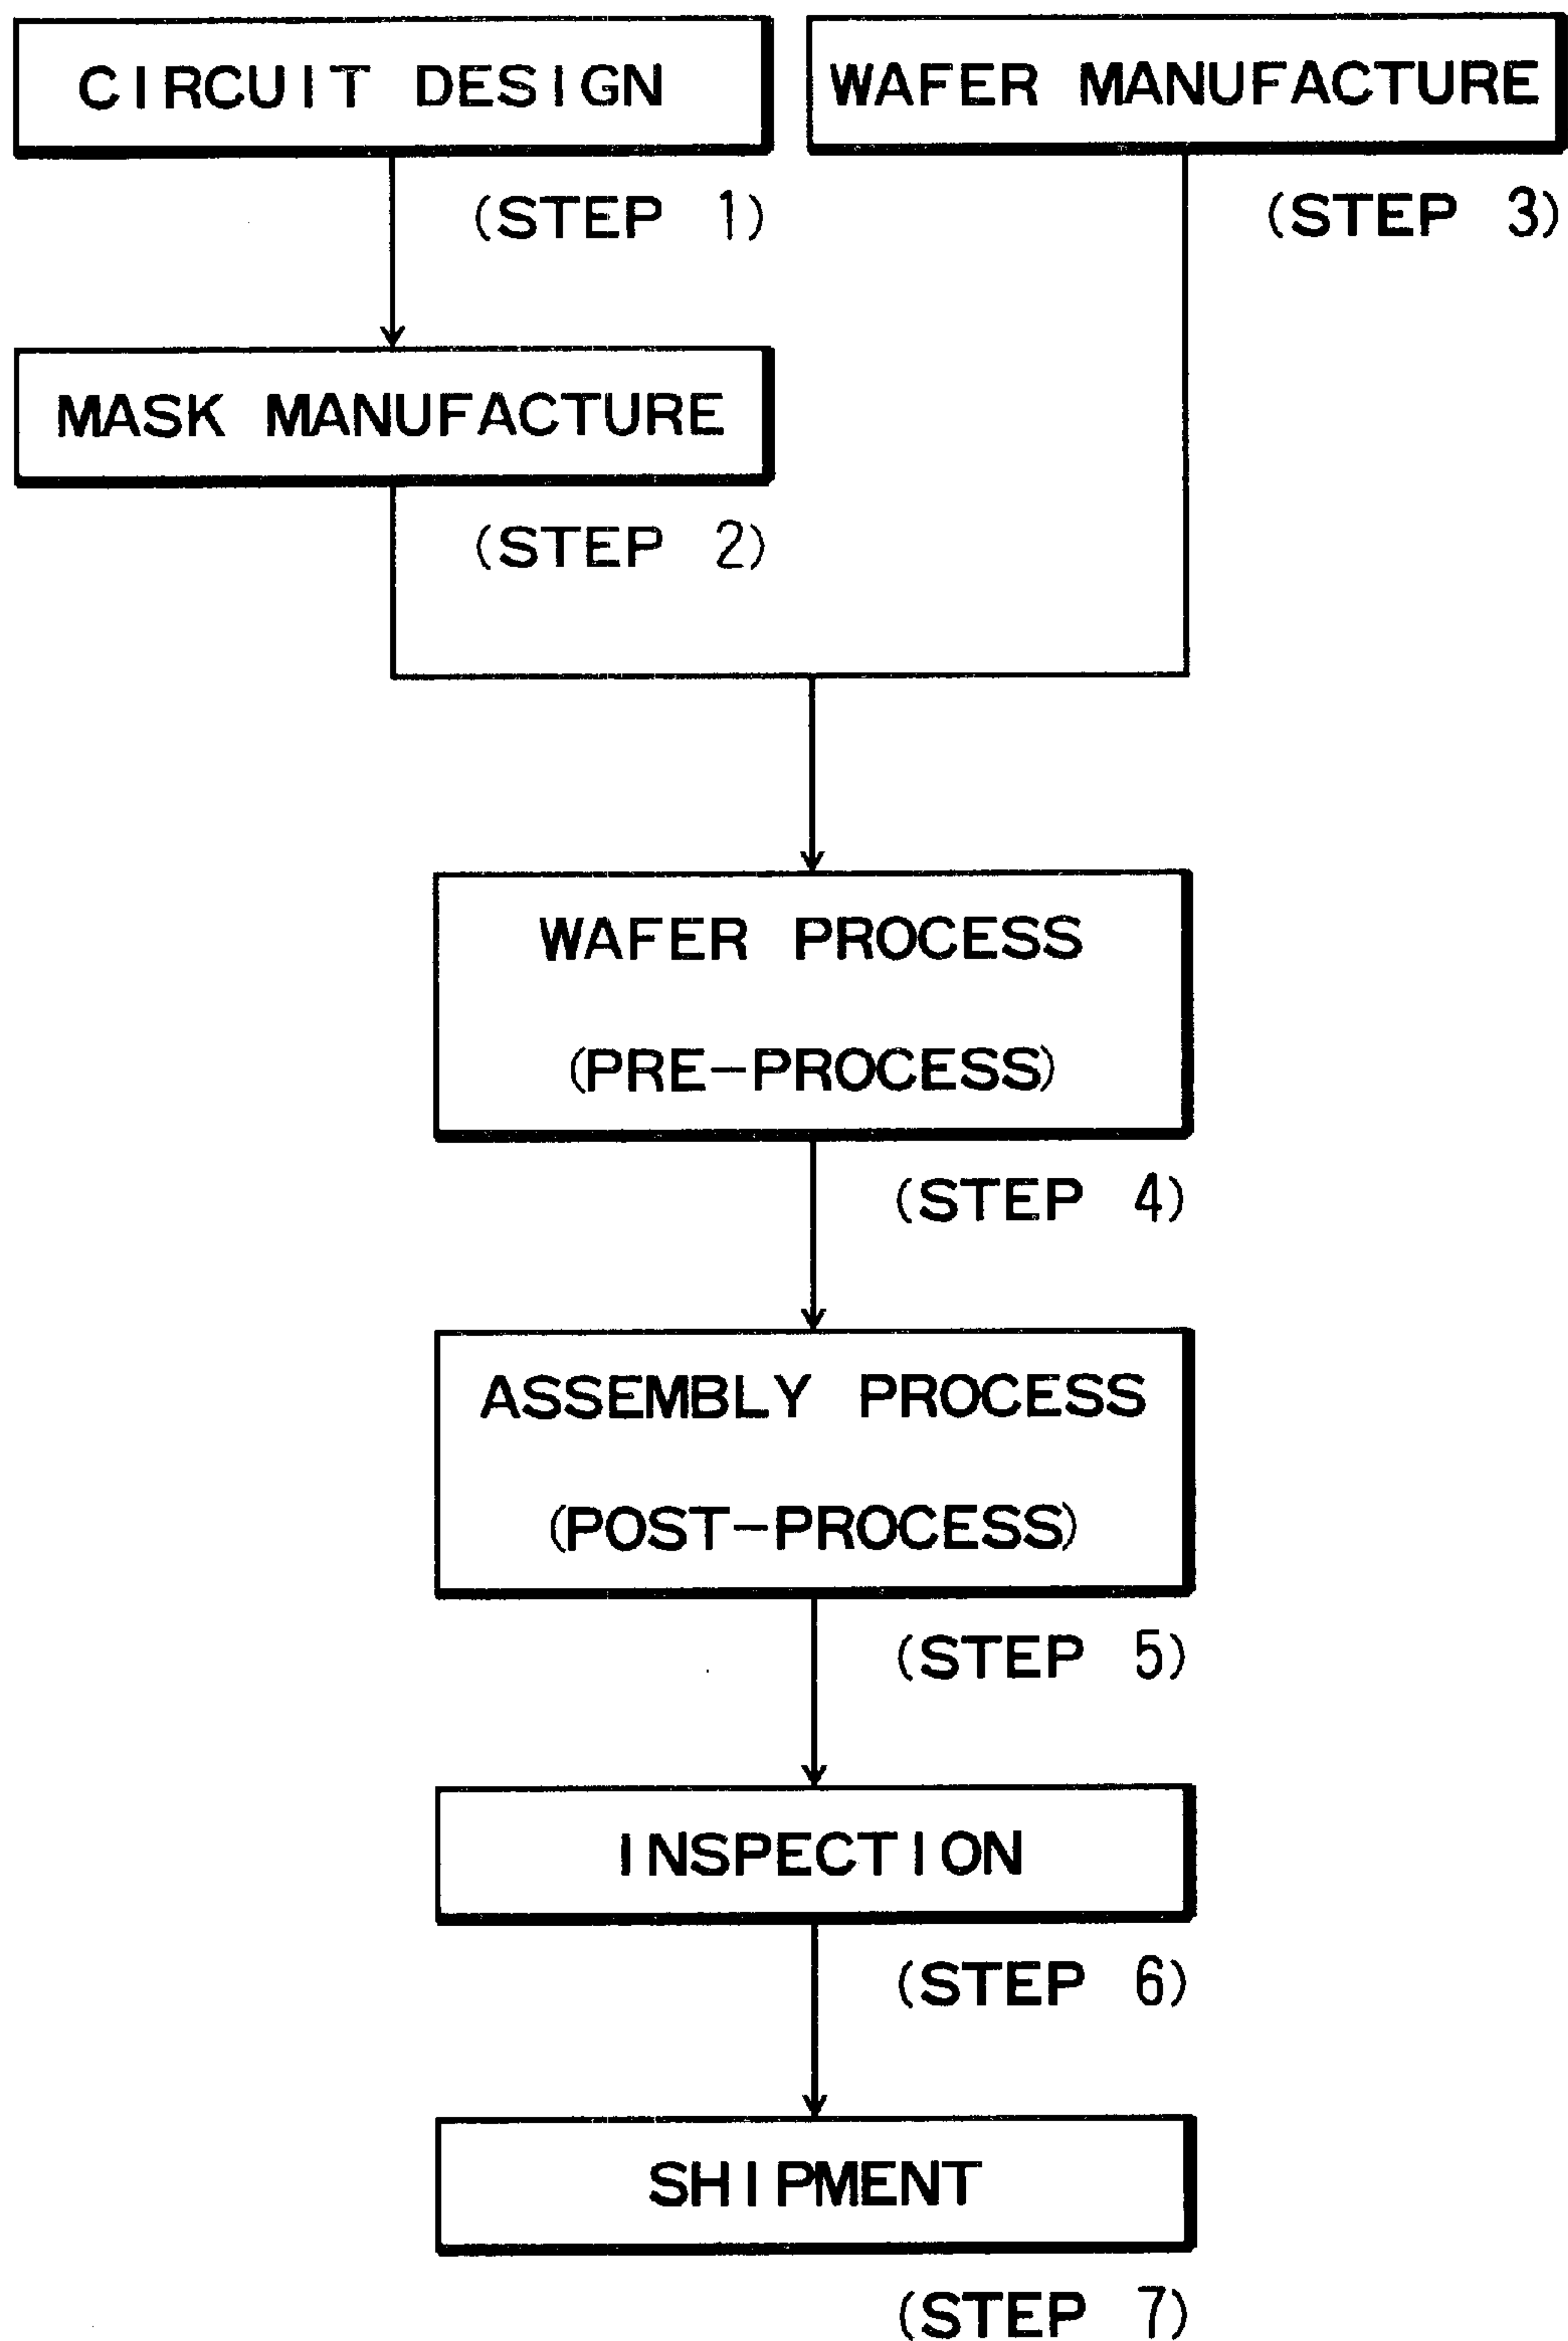 CIRCUIT DESIGN
(STEP 1)
WAFER MANUFACTURE
(STEP 3)
MASK MANUFACTURE
(STEP 2)
WAFER PROCESS
(PRE-PROCESS)
(STEP 4)
ASSEMBLY PROCESS
(POST-PROCESS)
(STEP 5)
INSPECTION
(STEP 6)
SHIPMENT
(STEP 7)